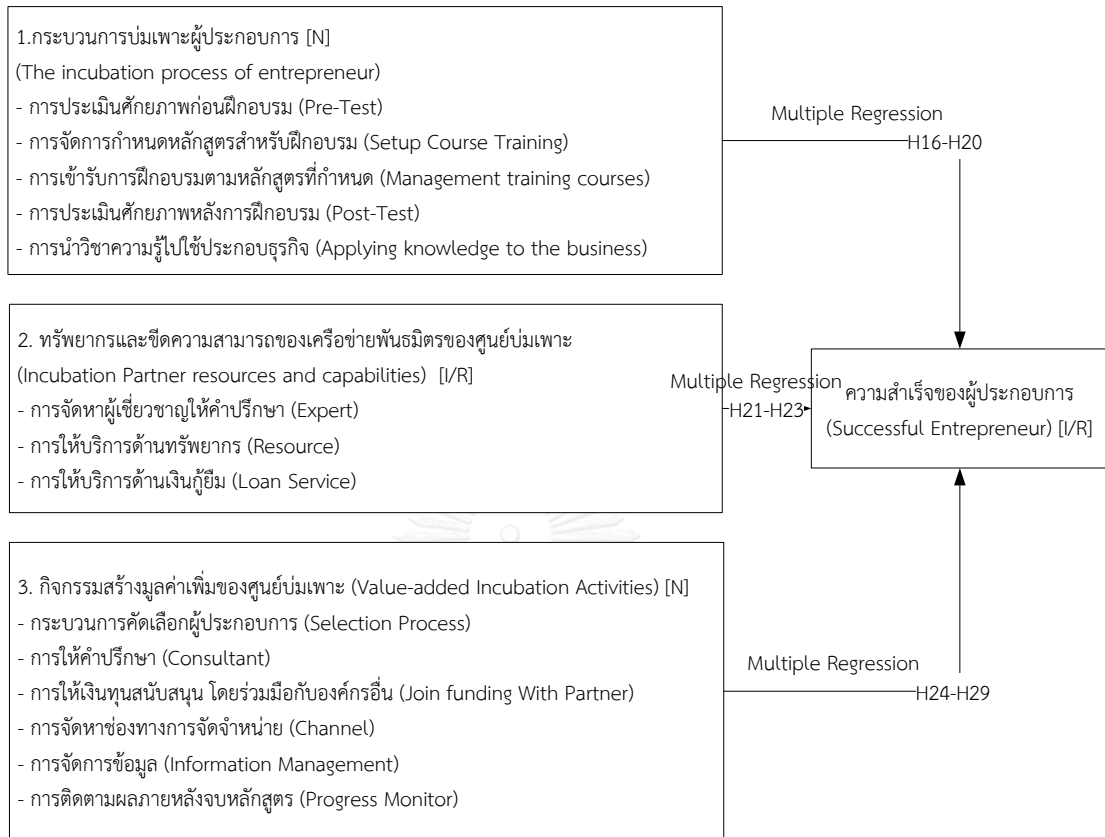 1.กระบวนการบ่มเพาะผู้ประกอบการ [N]
(The incubation process of entrepreneur)
- การประเมินศักยภาพก่อนฝึกอบรม (Pre-Test)
- การจัดการกำหนดหลักสูตรสำหรับฝึกอบรม (Setup Course Training)
- การเข้ารับการฝึกอบรมตามหลักสูตรที่กำหนด (Management training courses)
- การประเมินศักยภาพหลังการฝึกอบรม (Post-Test)
- การนำวิชาความรู้ไปใช้ประกอบธุรกิจ (Applying knowledge to the business)
Multiple Regression
H16-H20
2. ทรัพยากรและขีดความสามารถของเครือข่ายพันธมิตรของศูนย์บ่มเพาะ
(Incubation Partner resources and capabilities) [I/R]
- การจัดหาผู้เชี่ยวชาญให้คำปรึกษา (Expert)
- การให้บริการด้านทรัพยากร (Resource)
- การให้บริการด้านเงินกู้ยืม (Loan Service)
Multiple Regression
H21-H23
ความสำเร็จของผู้ประกอบการ
(Successful Entrepreneur) [I/R]
3. กิจกรรมสร้างมูลค่าเพิ่มของศูนย์บ่มเพาะ (Value-added Incubation Activities) [N]
- กระบวนการคัดเลือกผู้ประกอบการ (Selection Process)
- การให้คำปรึกษา (Consultant)
- การให้เงินทุนสนับสนุน โดยร่วมมือกับองค์กรอื่น (Join funding With Partner)
- การจัดหาช่องทางการจัดจำหน่าย (Channel)
- การจัดการข้อมูล (Information Management)
- การติดตามผลภายหลังจบหลักสูตร (Progress Monitor)
Multiple Regression
H24-H29